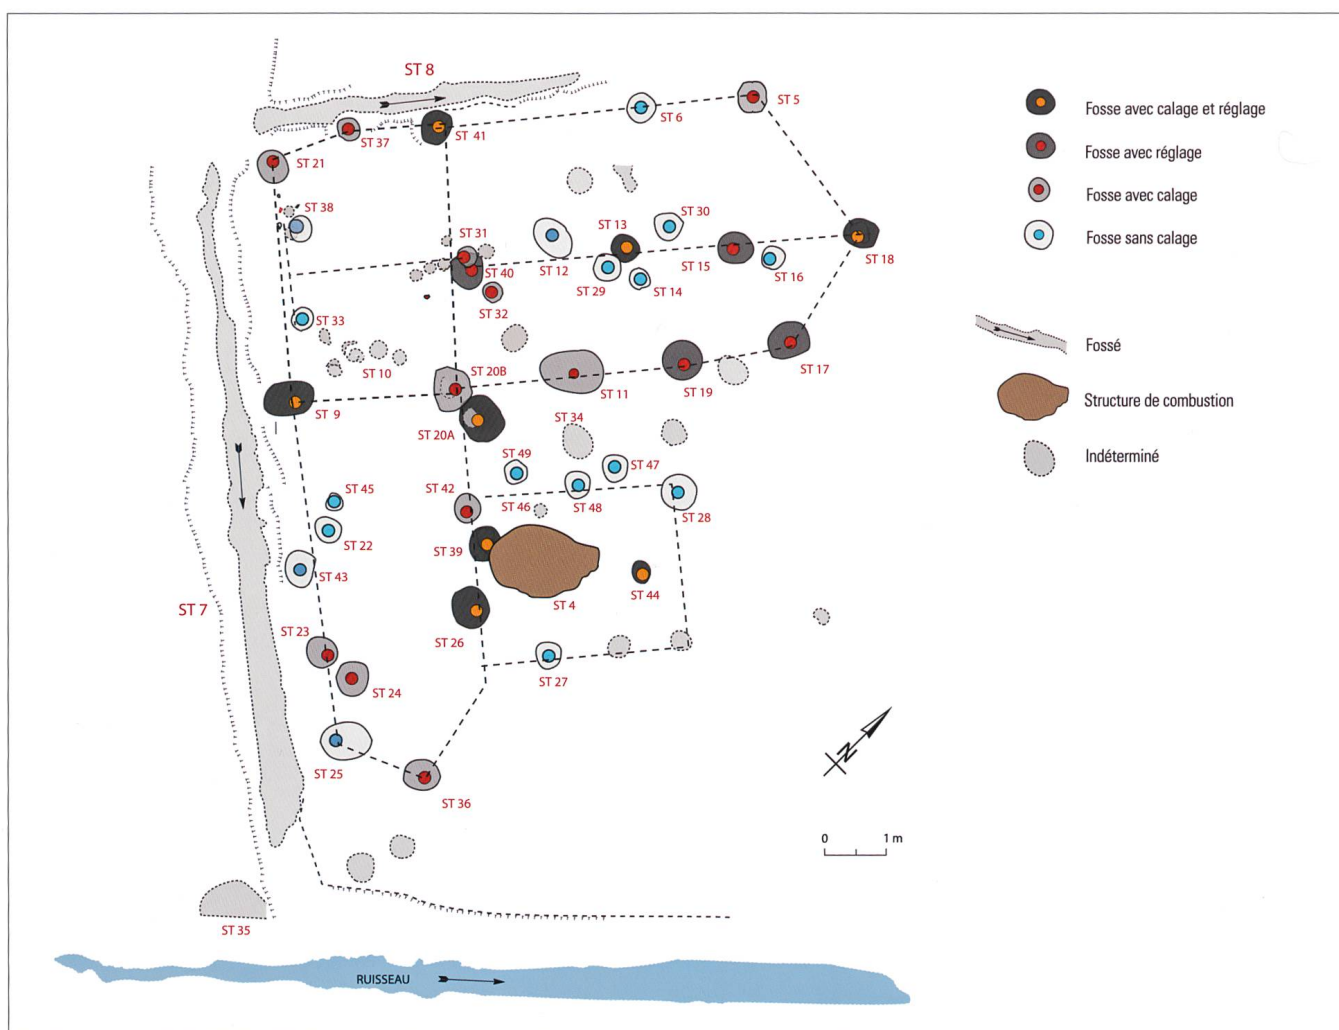 ST 8
ST 5
ST 6
ST 37
ST 41
ST 21
ST 38
ST 31
ST 13
ST 30
ST 40
ST 12
ST 15
ST 16
ST 18
ST 29
ST 14
ST 32
ST 33
ST 10
ST 20B
ST 17
ST 9
ST 11
ST 19
ST 34
ST 20A
ST 49
ST 47
ST 45
ST 42
ST 46
ST 48
ST 28
ST 22
ST 39
ST 43
ST 44
ST 7
ST 4
ST 23
ST 26
ST 27
ST 24
ST 25
ST 36
ST 35
RUISSEAU
Fosse avec calage et réglage
Fosse avec réglage
Fosse avec calage
Fosse sans calage
Fossé
Structure de combustion
Indéterminé
N
0 1 m